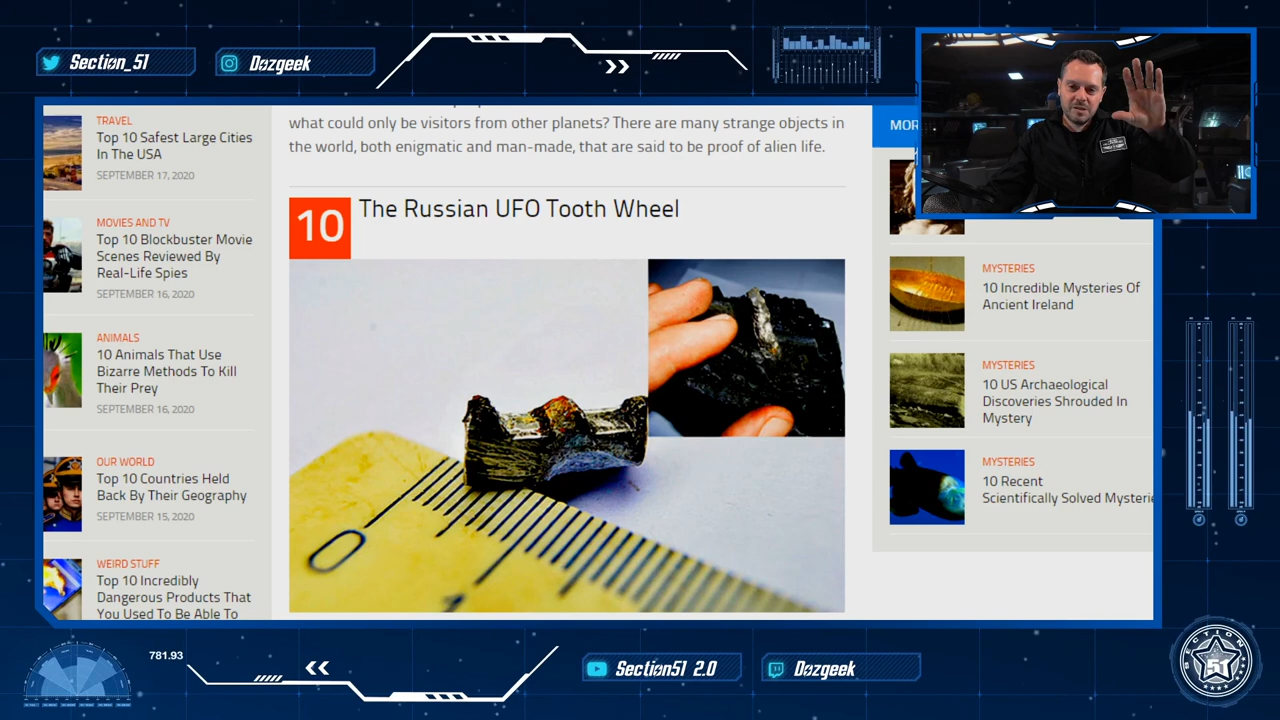 Section_51
Dazgeek
TRAVEL
Top 10 Safest Large Cities
In The USA
SEPTEMBER 17, 2020
MOVIES AND TV
Top 10 Blockbuster Movie
Scenes Reviewed By
Real-Life Spies
SEPTEMBER 16, 2020
ANIMALS
10 Animals That Use
Bizarre Methods To Kill
Their Prey
SEPTEMBER 16, 2020
OUR WORLD
Top 10 Countries Held
Back By Their Geography
SEPTEMBER 15, 2020
WEIRD STUFF
Top 10 Incredibly
Dangerous Products That
You Used To Be Able To
what could only be visitors from other planets? There are many strange objects in
the world, both enigmatic and man-made, that are said to be proof of alien life.
10
The Russian UFO Tooth Wheel
0
1
MOR
MYSTERIES
10 Incredible Mysteries Of
Ancient Ireland
MYSTERIES
10 US Archaeological
Discoveries Shrouded In
Mystery
MYSTERIES
10 Recent
Scientifically Solved Mysterie
781.93
Section51 2.0
Dazgeek
SECTION
51